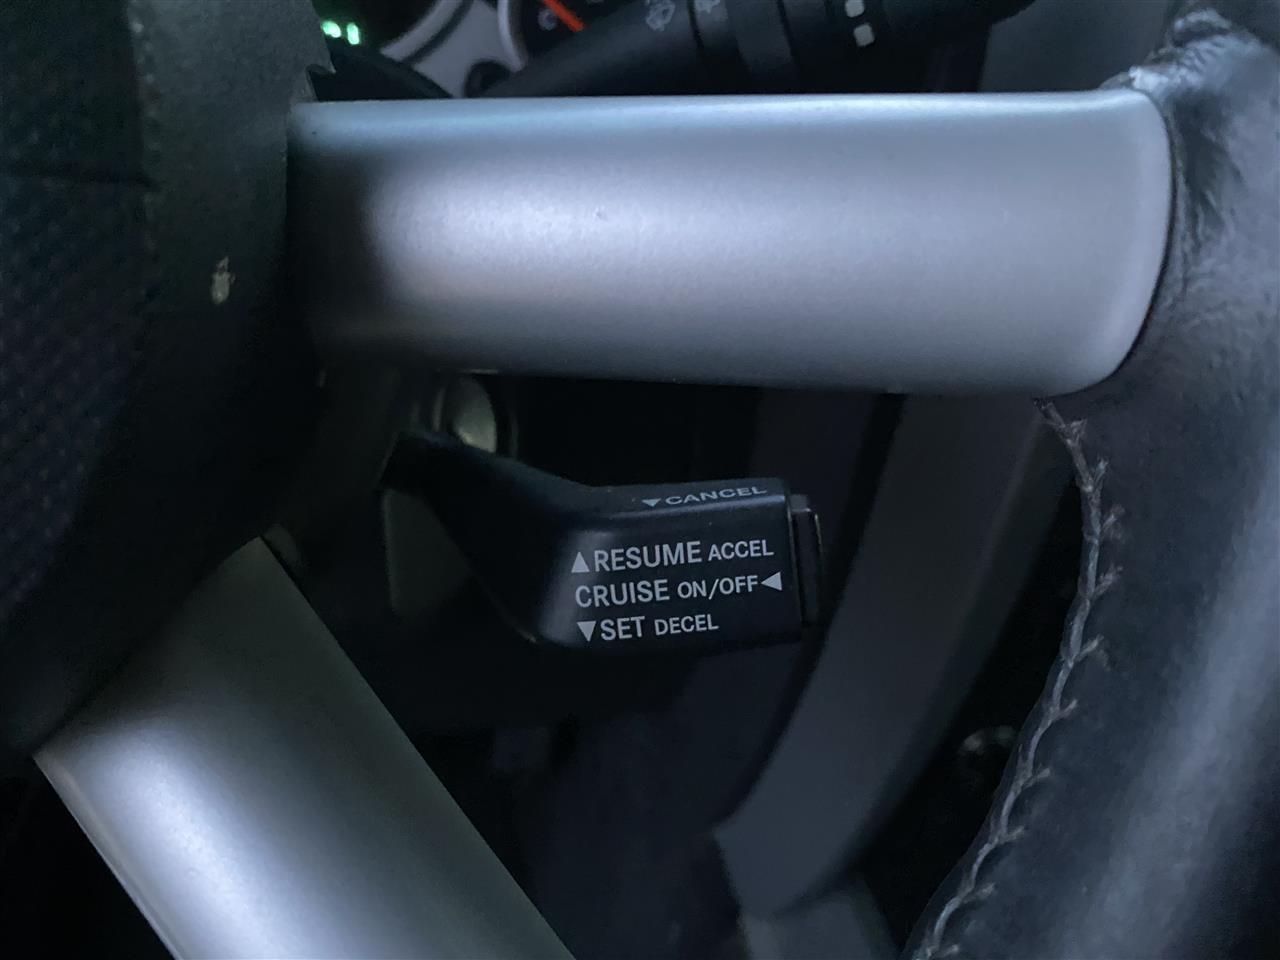 ▼CANCEL
▲RESUME ACCEL
CRUISE ON/OFF◀
▼SET DECEL